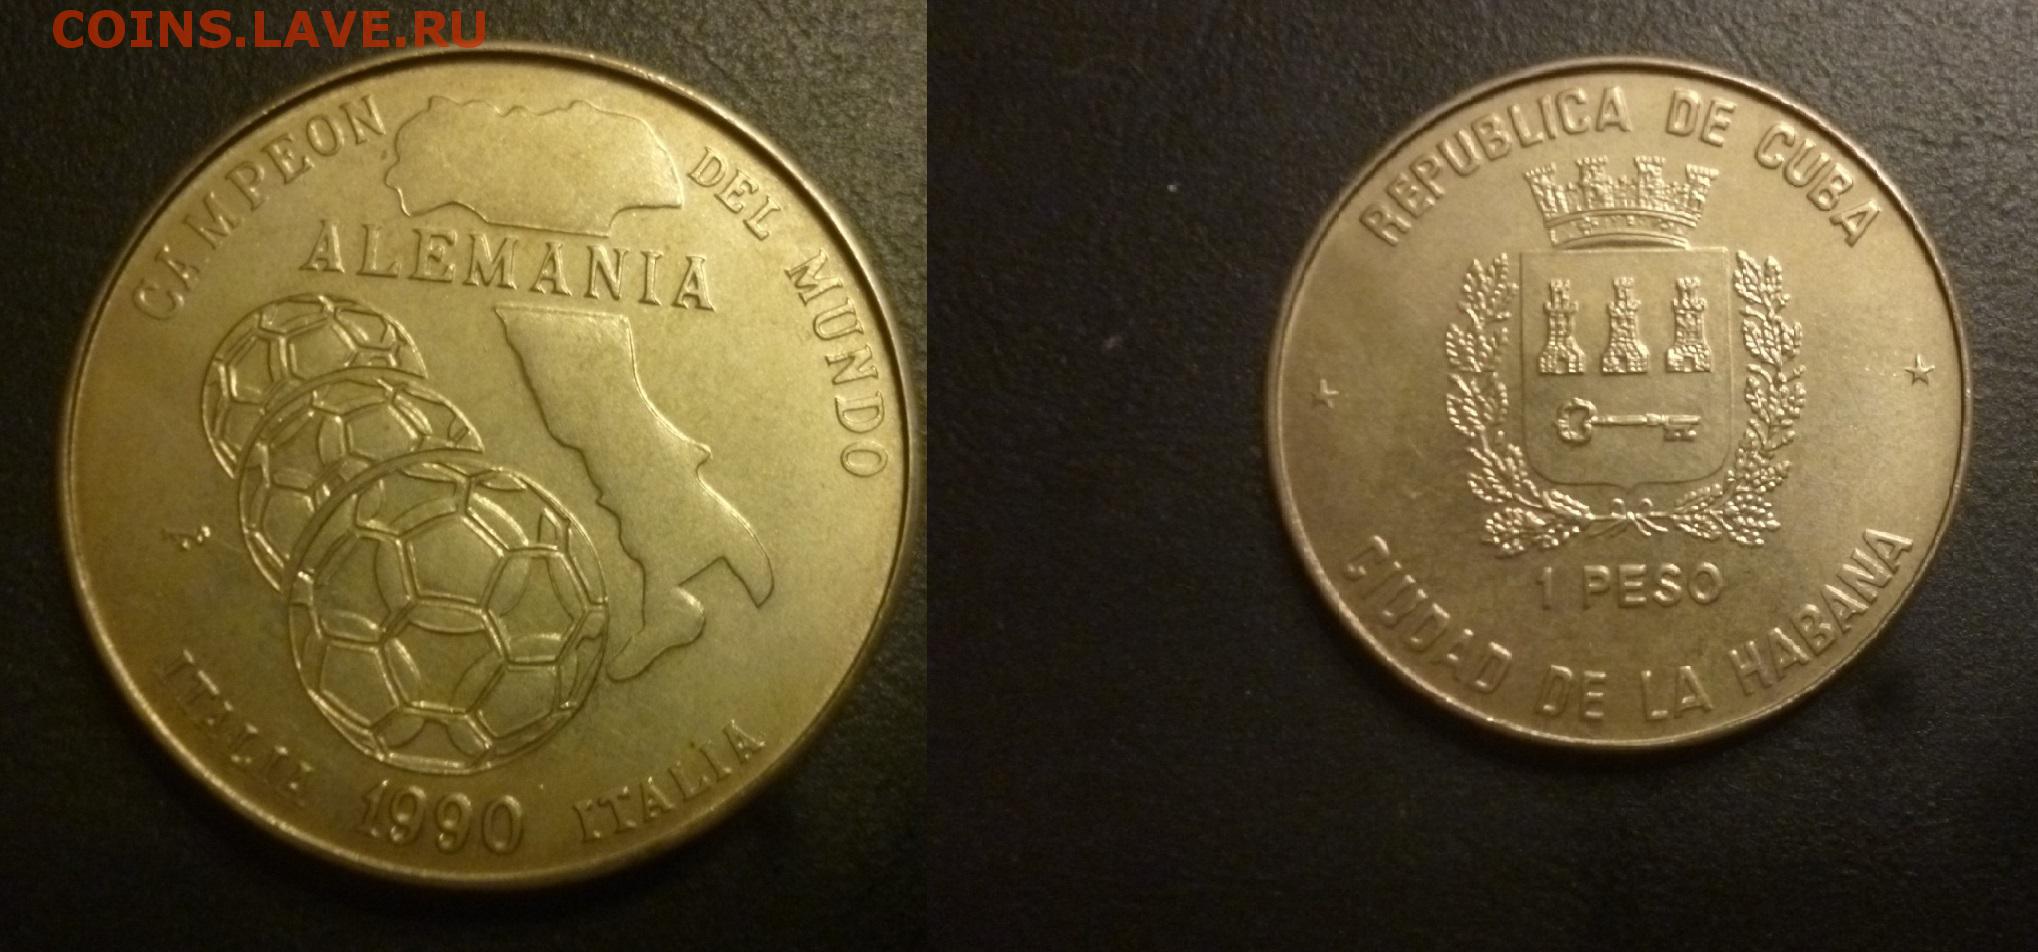 COINS.LAVE.RU
CAMPEON DEL MUNDO
ALEMANIA
ITALIA 1990 ITALIA
REPUBLICA DE CUBA
1 PESO
CIUDAD DE LA HABANA